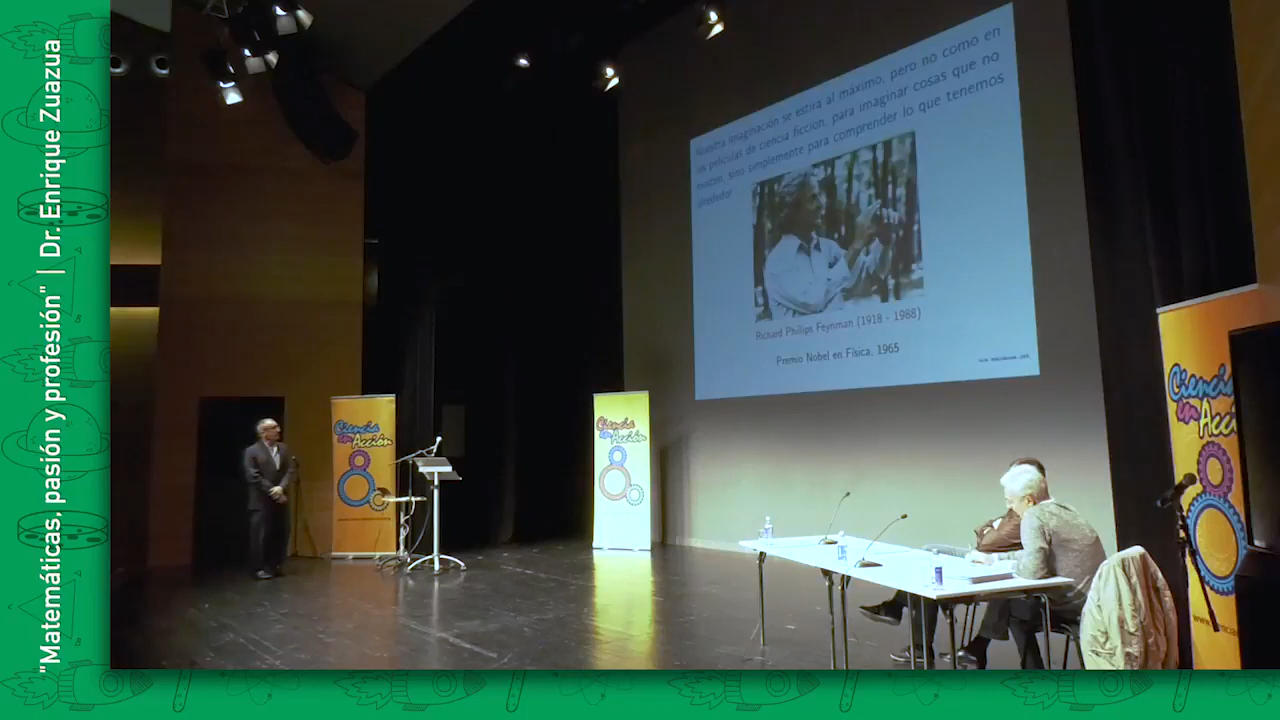 "Matemáticas, pasión y profesión" | Dr. Enrique Zuazua
Nuestra imaginación se estira al máximo, pero no como en
las películas de ciencia ficción, para imaginar cosas que no
existen, sino simplemente para comprender lo que tenemos
alrededor
Richard Phillips Feynman (1918 - 1988)
Premio Nobel en Física, 1965
Ciencia
en Acción
Ciencia
en Acción
Ciencia
en Acci